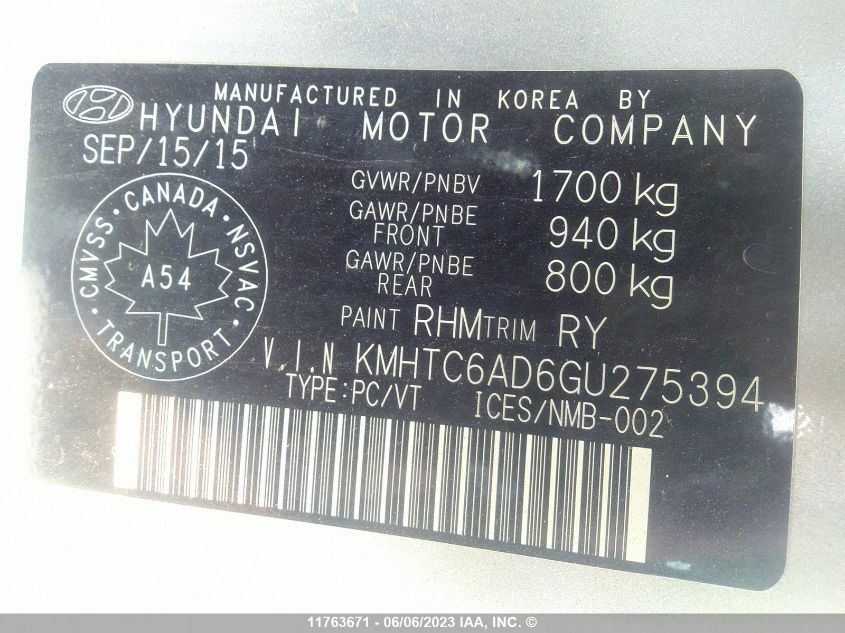 MANUFACTURED IN KOREA BY
HYUNDAI MOTOR COMPANY
SEP/15/15
GVWR/PNBV 1700 kg
GAWR/PNBE FRONT 940 kg
GAWR/PNBE REAR 800 kg
CMVSS · CANADA · NSVAC · TRANSPORT ·
A54
PAINT RHM TRIM RY
V.I.N KMHTC6AD6GU275394
TYPE:PC/VT ICES/NMB-002
11763671 - 06/06/2023 IAA, INC. ©